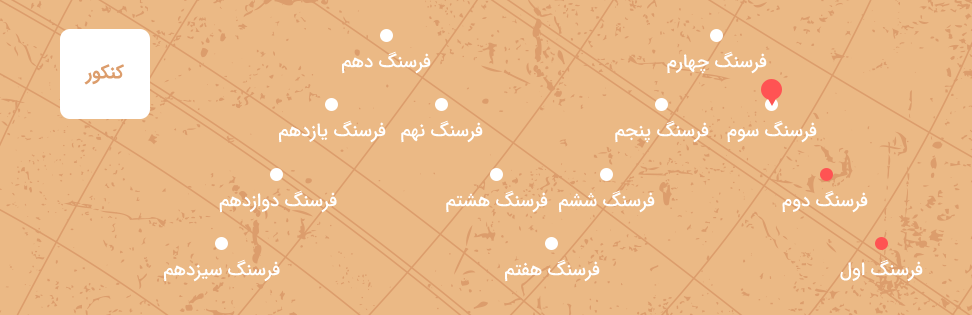 فرسنگ اول
فرسنگ دوم
فرسنگ سوم
فرسنگ چهارم
فرسنگ پنجم
فرسنگ ششم
فرسنگ هفتم
فرسنگ هشتم
فرسنگ نهم
فرسنگ دهم
فرسنگ یازدهم
فرسنگ دوازدهم
فرسنگ سیزدهم
کنکور